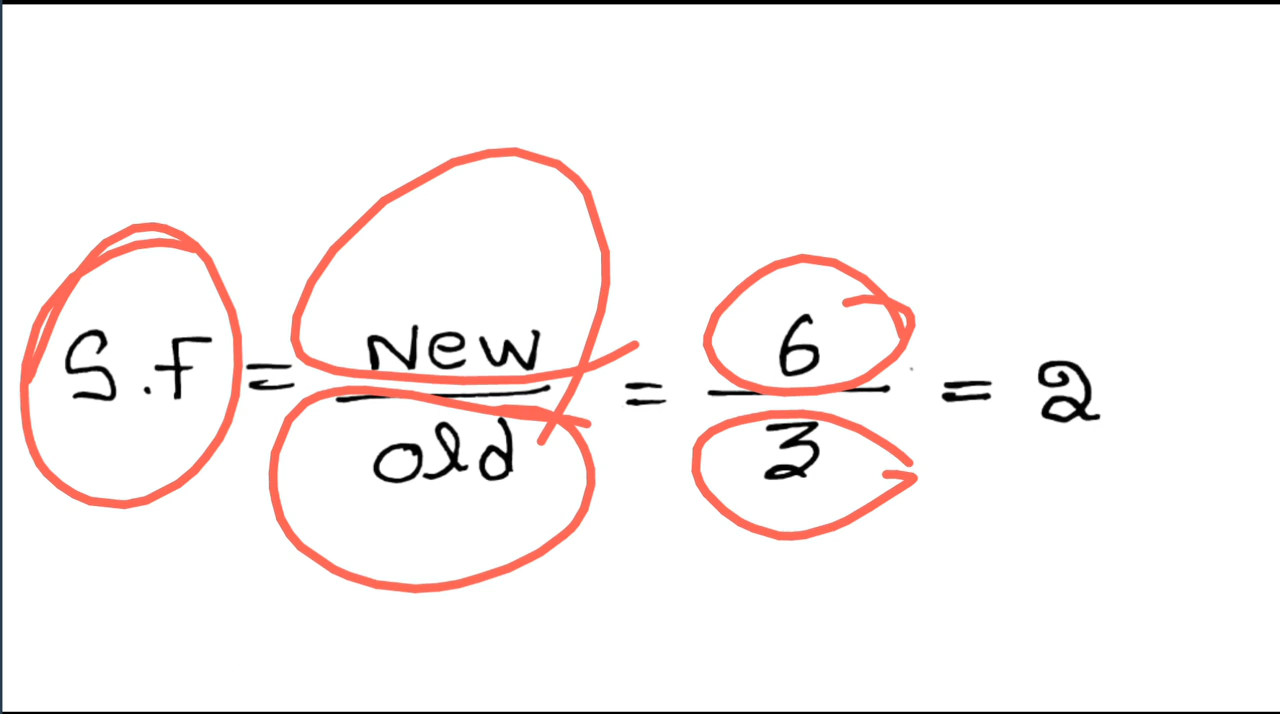 S.F = New / old = 6 / 3 = 2